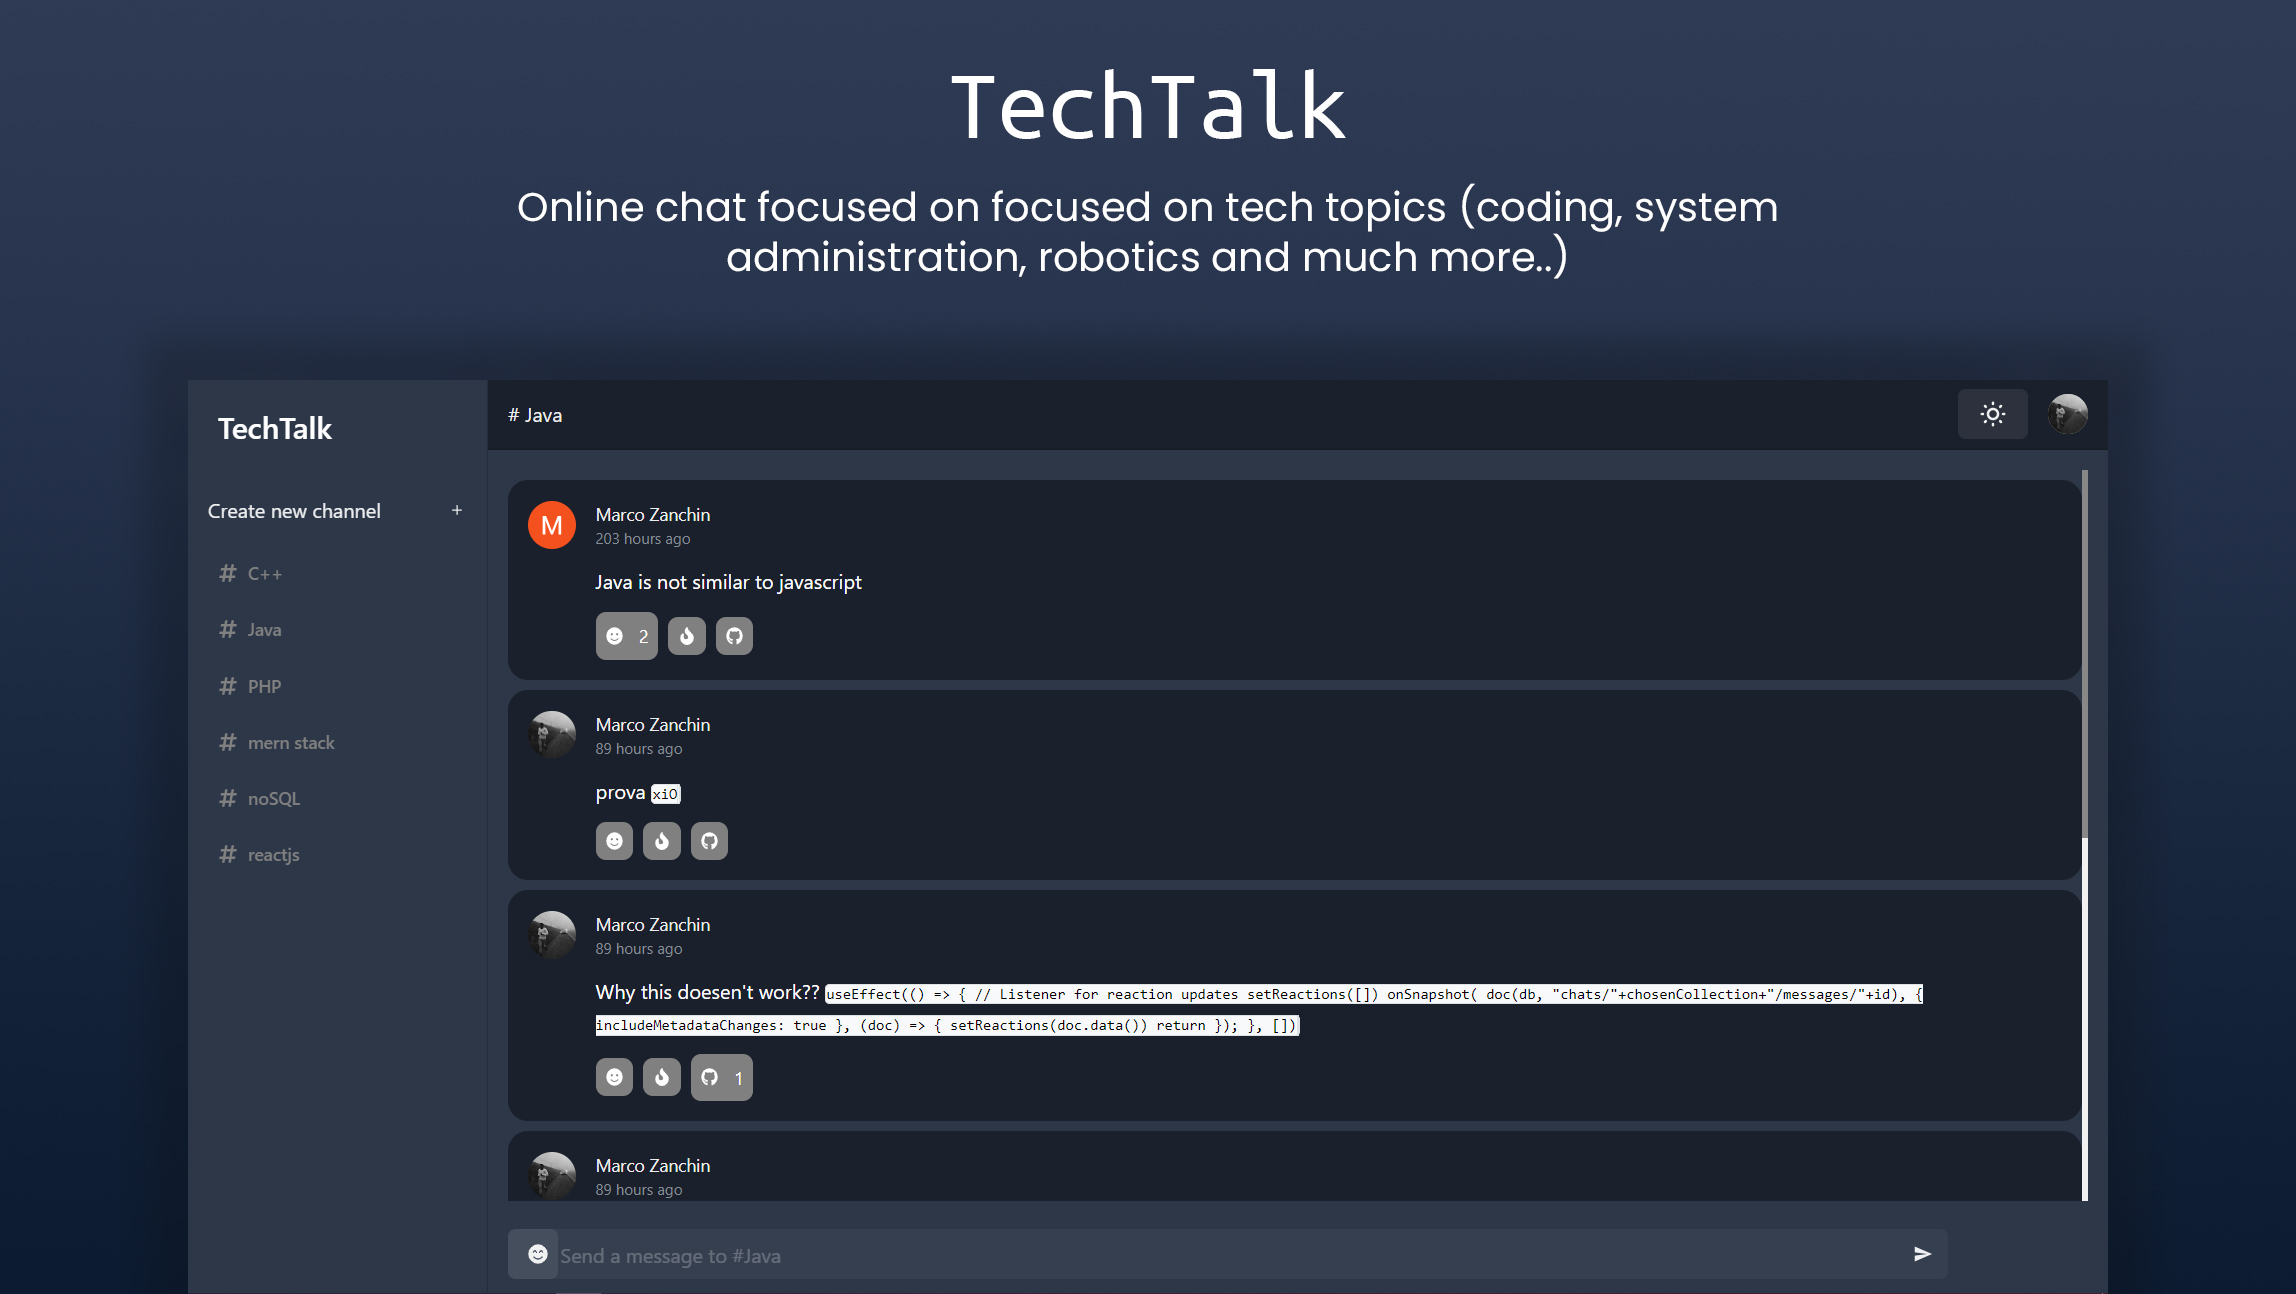 TechTalk
Online chat focused on focused on tech topics (coding, system
administration, robotics and much more..)
TechTalk
Create new channel +
# C++
# Java
# PHP
# mern stack
# noSQL
# reactjs
# Java
M
Marco Zanchin
203 hours ago
Java is not similar to javascript
2
Marco Zanchin
89 hours ago
prova xiO
Marco Zanchin
89 hours ago
Why this doesen't work?? useEffect(() => { // Listener for reaction updates setReactions([]) onSnapshot( doc(db, "chats/"+chosenCollection+"/messages/"+id), {
includeMetadataChanges: true }, (doc) => { setReactions(doc.data()) return }); }, [])
1
Marco Zanchin
89 hours ago
Send a message to #Java